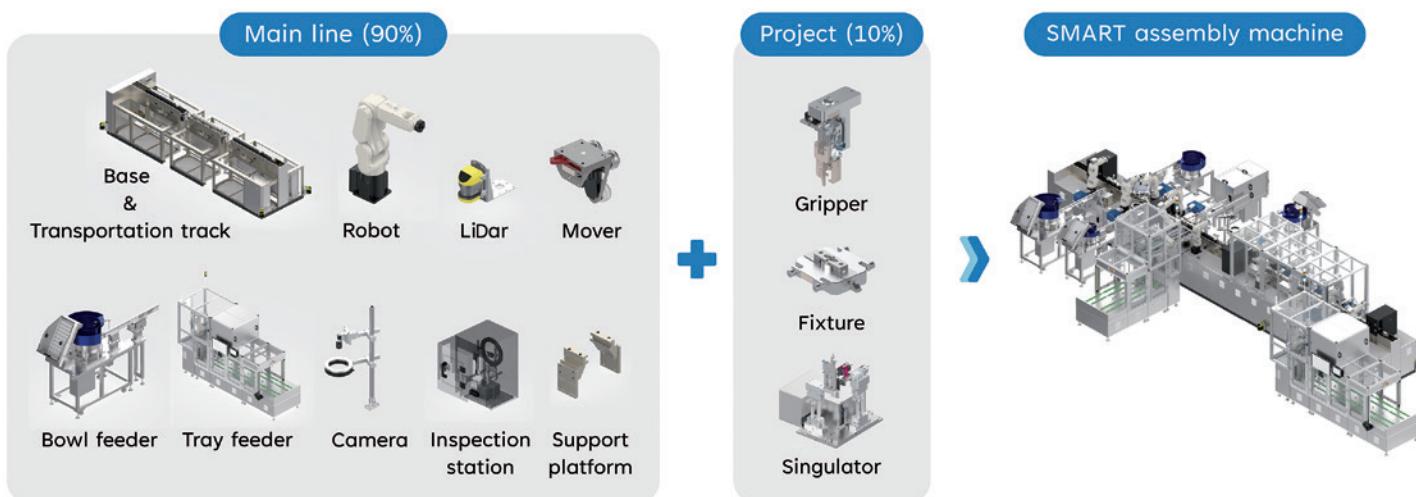 Main line (90%)
Project (10%)
SMART assembly machine
Base
&
Transportation track
Robot
LiDar
Mover
Gripper
Fixture
Bowl feeder
Tray feeder
Camera
Inspection
station
Support
platform
Singulator